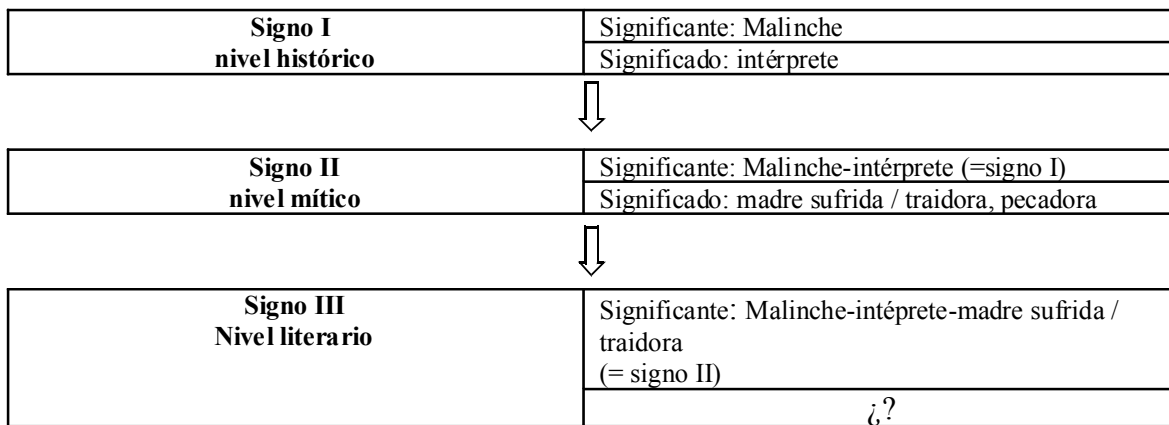 Signo I
nivel histórico
Significante: Malinche
Significado: intérprete
Signo II
nivel mítico
Significante: Malinche-intérprete (=signo I)
Significado: madre sufrida / traidora, pecadora
Signo III
Nivel literario
Significante: Malinche-intéprete-madre sufrida /
traidora
(= signo II)
¿?